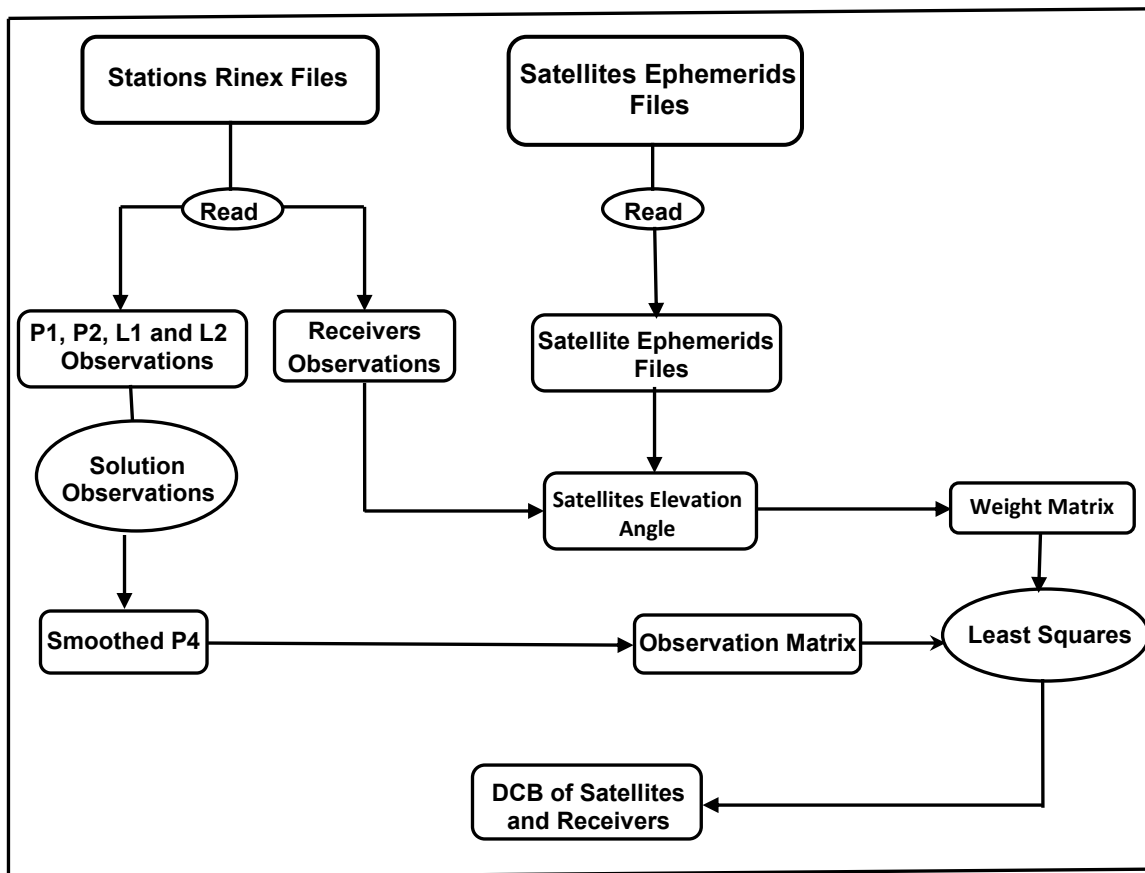 Stations Rinex Files
Satellites Ephemerids
Files
Read
Read
P1, P2, L1 and L2
Observations
Receivers
Observations
Satellite Ephemerids
Files
Solution
Observations
Satellites Elevation
Angle
Weight Matrix
Smoothed P4
Observation Matrix
Least Squares
DCB of Satellites
and Receivers